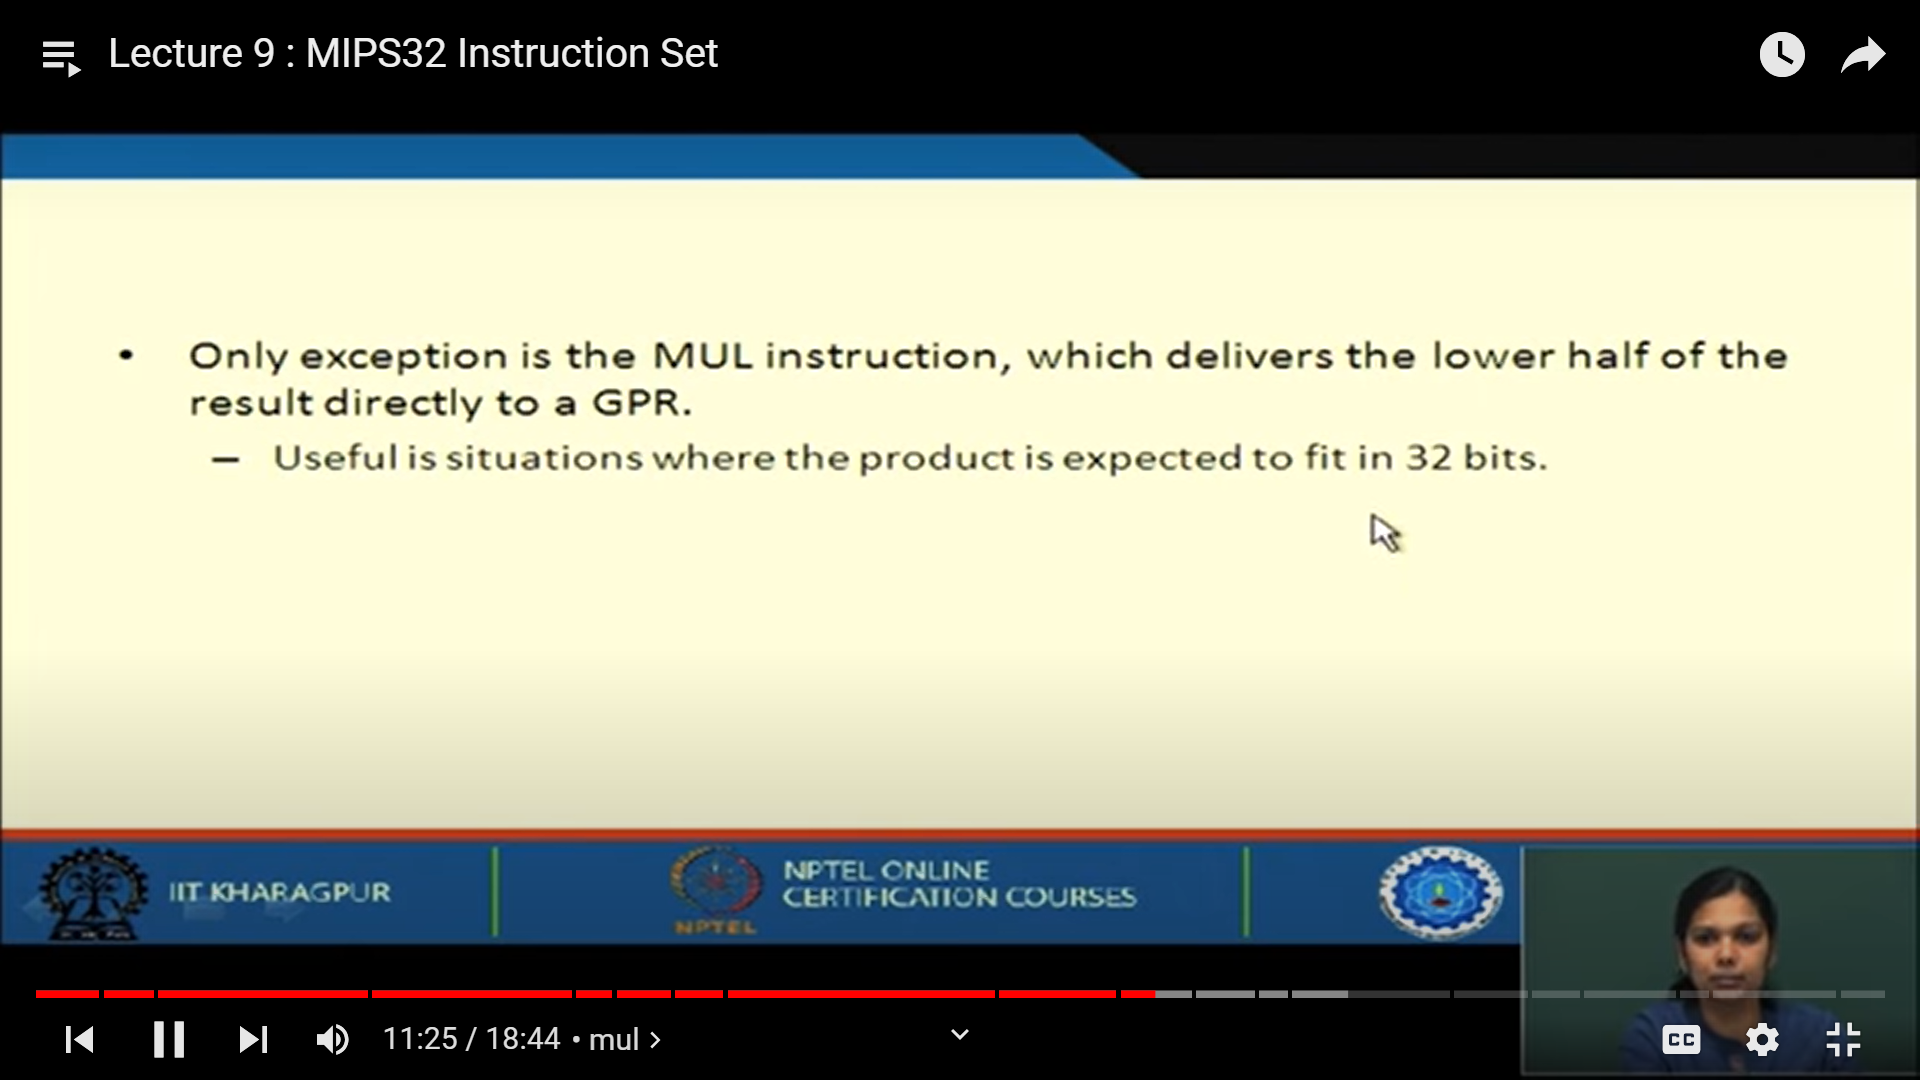 Lecture 9 : MIPS32 Instruction Set
• Only exception is the MUL instruction, which delivers the lower half of the
result directly to a GPR.
– Useful is situations where the product is expected to fit in 32 bits.
IIT KHARAGPUR
NPTEL ONLINE
CERTIFICATION COURSES
NPTEL
11:25 / 18:44 • mul >
CC